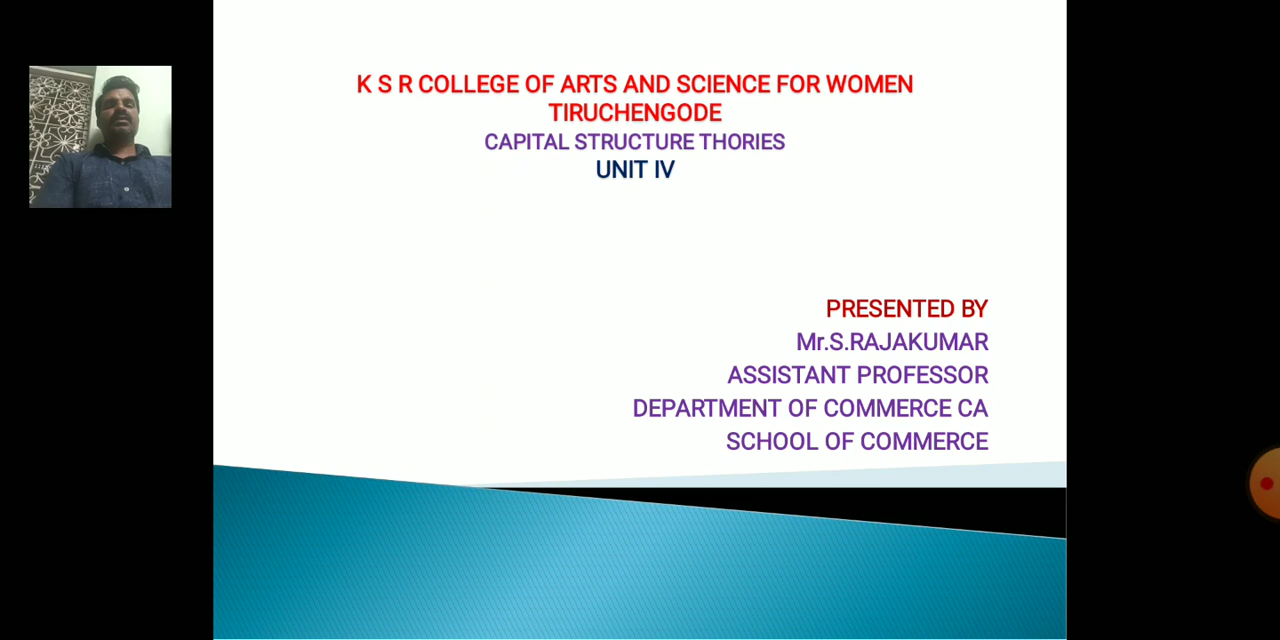 K S R COLLEGE OF ARTS AND SCIENCE FOR WOMEN
TIRUCHENGODE
CAPITAL STRUCTURE THORIES
UNIT IV
PRESENTED BY
Mr.S.RAJAKUMAR
ASSISTANT PROFESSOR
DEPARTMENT OF COMMERCE CA
SCHOOL OF COMMERCE